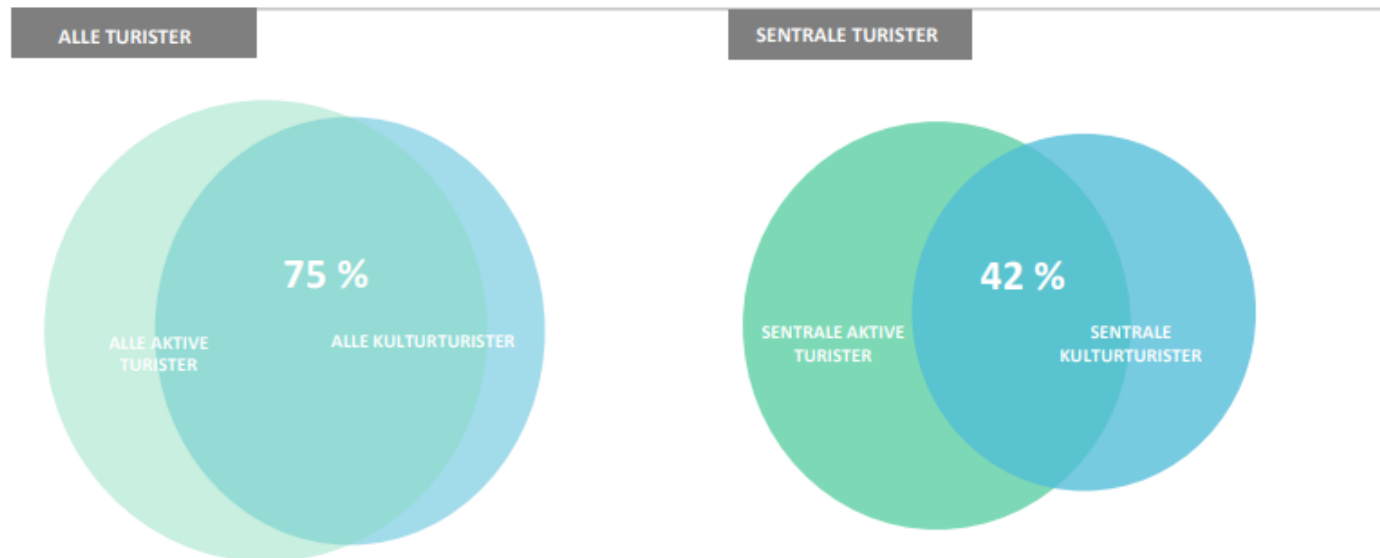 ALLE TURISTER
SENTRALE TURISTER
75 %
ALLE AKTIVE
TURISTER
ALLE KULTURTURISTER
42 %
SENTRALE AKTIVE
TURISTER
SENTRALE
KULTURTURISTER